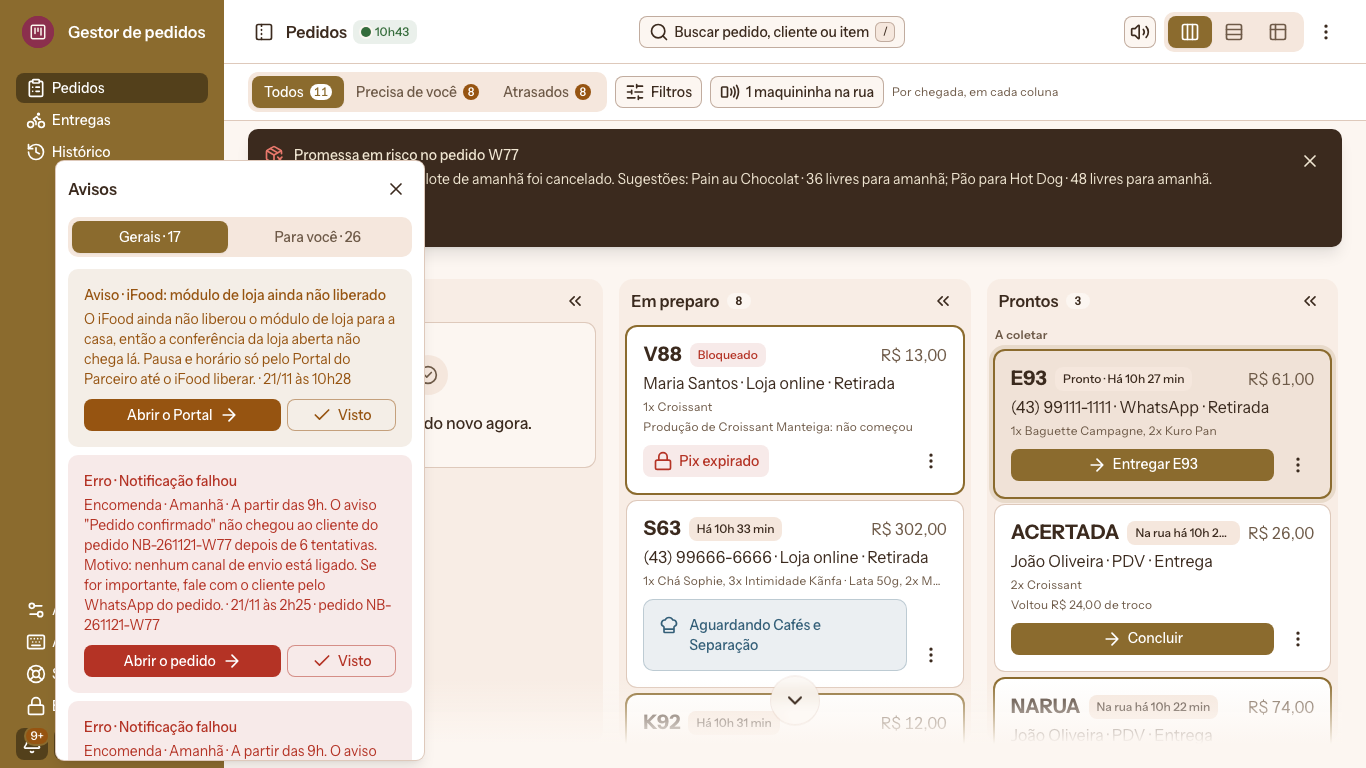 Gestor de pedidos
Pedidos
Entregas
Histórico
9+
Pedidos
10h43
Buscar pedido, cliente ou item /
Todos 11
Precisa de você 8
Atrasados 8
Filtros
1 maquininha na rua
Por chegada, em cada coluna
Promessa em risco no pedido W77
lote de amanhã foi cancelado. Sugestões: Pain au Chocolat · 36 livres para amanhã; Pão para Hot Dog · 48 livres para amanhã.
Avisos
Gerais · 17
Para você · 26
Aviso · iFood: módulo de loja ainda não liberado
O iFood ainda não liberou o módulo de loja para a
casa, então a conferência da loja aberta não
chega lá. Pausa e horário só pelo Portal do
Parceiro até o iFood liberar. · 21/11 às 10h28
Abrir o Portal
Visto
Erro · Notificação falhou
Encomenda · Amanhã · A partir das 9h. O aviso
"Pedido confirmado" não chegou ao cliente do
pedido NB-261121-W77 depois de 6 tentativas.
Motivo: nenhum canal de envio está ligado. Se
for importante, fale com o cliente pelo
WhatsApp do pedido. · 21/11 às 2h25 · pedido NB-
261121-W77
Abrir o pedido
Visto
Erro · Notificação falhou
Encomenda · Amanhã · A partir das 9h. O aviso
do novo agora.
Em preparo 8
V88 Bloqueado R$ 13,00
Maria Santos · Loja online · Retirada
1x Croissant
Produção de Croissant Manteiga: não começou
Pix expirado
S63 Há 10h 33 min R$ 302,00
(43) 99666-6666 · Loja online · Retirada
1x Chá Sophie, 3x Intimidade Kãnfa · Lata 50g, 2x M...
Aguardando Cafés e
Separação
K92 Há 10h 31 min R$ 12,00
Prontos 3
A coletar
E93 Pronto · Há 10h 27 min R$ 61,00
(43) 99111-1111 · WhatsApp · Retirada
1x Baguette Campagne, 2x Kuro Pan
Entregar E93
ACERTADA Na rua há 10h 2... R$ 26,00
João Oliveira · PDV · Entrega
2x Croissant
Voltou R$ 24,00 de troco
Concluir
NARUA Na rua há 10h 22 min R$ 74,00
João Oliveira · PDV · Entrega